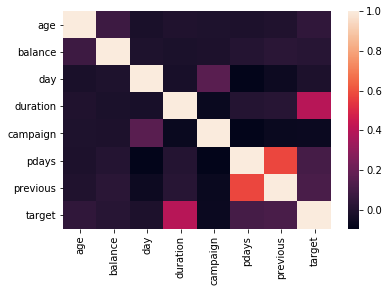 age
balance
day
duration
campaign
pdays
previous
target
age
balance
day
duration
campaign
pdays
previous
target
1.0
0.8
0.6
0.4
0.2
0.0